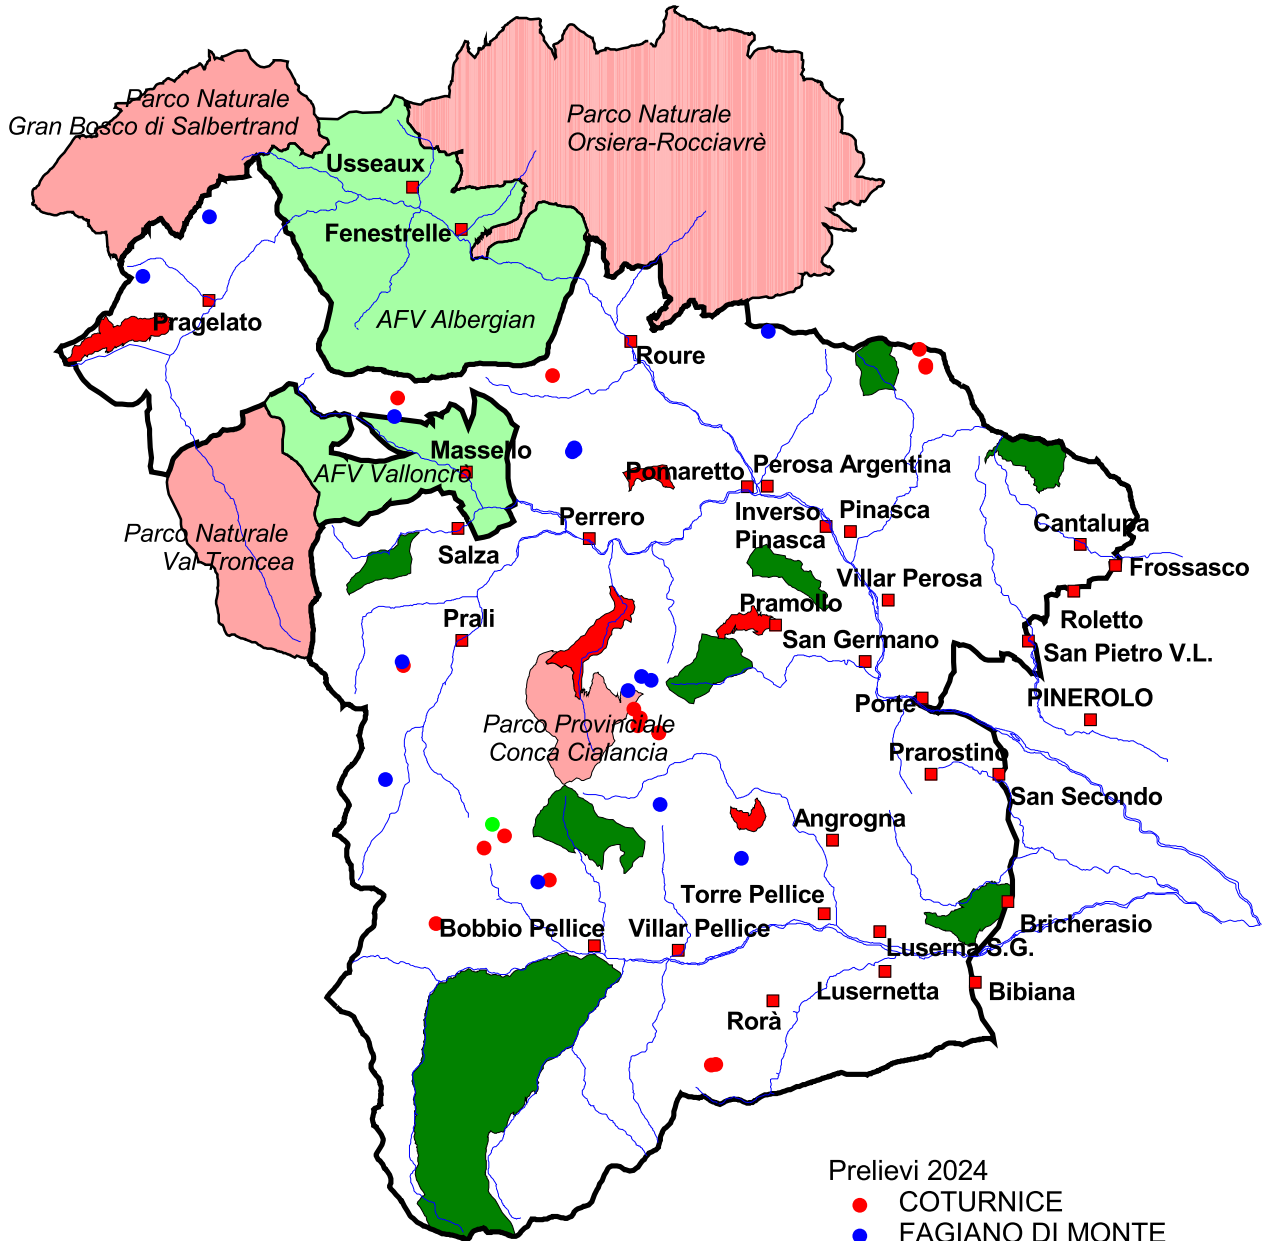 Parco Naturale
Gran Bosco di Salbertrand
Parco Naturale
Orsiera-Rocciavrè
Usseaux
Fenestrelle
AFV Albergian
Pragelato
Roure
Massello
AFV Valloncrò
Pomaretto
Perosa Argentina
Inverso
Pinasca
Pinasca
Perrero
Salza
Parco Naturale
Val Troncea
Cantalupa
Frossasco
Villar Perosa
Pramollo
Roletto
Prali
San Germano
San Pietro V.L.
Porte
PINEROLO
Parco Provinciale
Conca Cialancia
Prarostino
San Secondo
Angrogna
Torre Pellice
Bobbio Pellice
Villar Pellice
Bricherasio
Luserna S.G.
Lusernetta
Bibiana
Rorà
Prelievi 2024
COTURNICE
FAGIANO DI MONTE